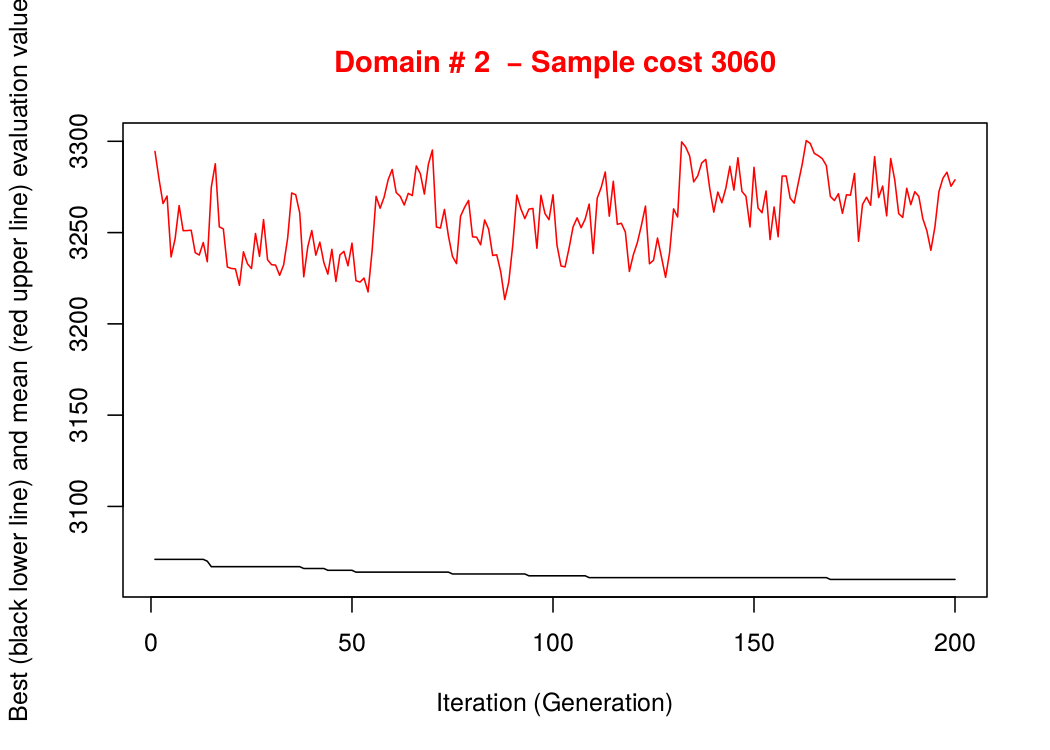 Domain # 2 – Sample cost 3060
Best (black lower line) and mean (red upper line) evaluation value
3300
3250
3200
3150
3100
0 50 100 150 200
Iteration (Generation)